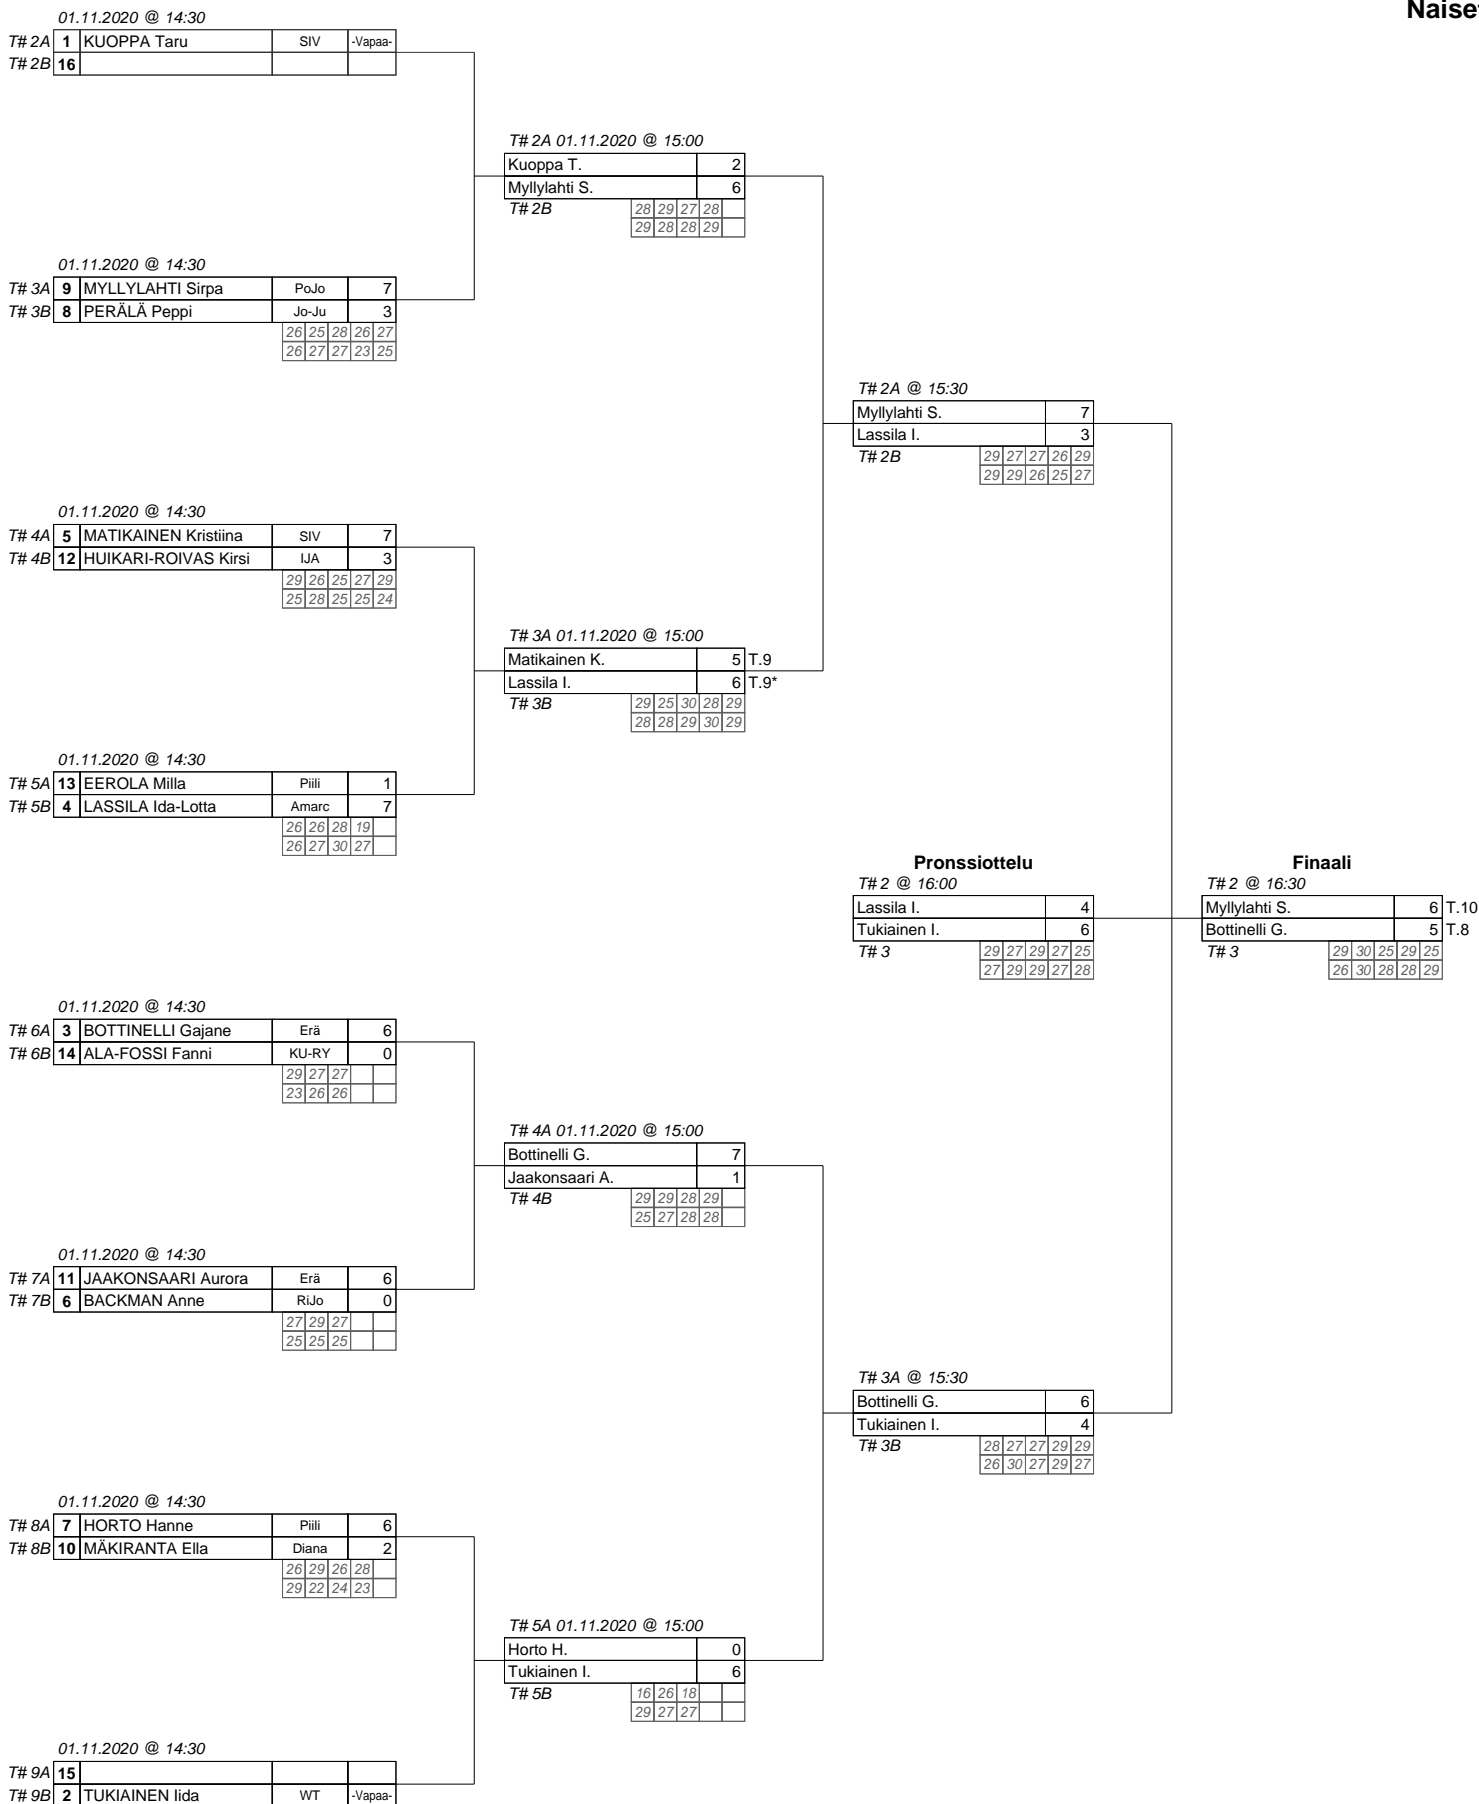 Naiset
01.11.2020 @ 14:30
T# 2A 1 KUOPPA Taru SIV -Vapaa-
T# 2B 16
T# 2A 01.11.2020 @ 15:00
Kuoppa T. 2
Myllylahti S. 6
T# 2B 28 29 27 28
29 28 28 29
01.11.2020 @ 14:30
T# 3A 9 MYLLYLAHTI Sirpa PoJo 7
T# 3B 8 PERÄLÄ Peppi Jo-Ju 3
26 25 28 26 27
26 27 27 23 25
T# 2A @ 15:30
Myllylahti S. 7
Lassila I. 3
T# 2B 29 27 27 26 29
29 29 26 25 27
01.11.2020 @ 14:30
T# 4A 5 MATIKAINEN Kristiina SIV 7
T# 4B 12 HUIKARI-ROIVAS Kirsi IJA 3
29 26 25 27 29
25 28 25 25 24
T# 3A 01.11.2020 @ 15:00
Matikainen K. 5 T.9
Lassila I. 6 T.9*
T# 3B 29 25 30 28 29
28 28 29 30 29
01.11.2020 @ 14:30
T# 5A 13 EEROLA Milla Piili 1
T# 5B 4 LASSILA Ida-Lotta Amarc 7
26 26 28 19
26 27 30 27
Pronssiottelu Finaali
T# 2 @ 16:00 T# 2 @ 16:30
Lassila I. 4 Myllylahti S. 6 T.10
Tukiainen I. 6 Bottinelli G. 5 T.8
T# 3 29 27 29 27 25 T# 3 29 30 25 29 25
27 29 29 27 28 26 30 28 28 29
01.11.2020 @ 14:30
T# 6A 3 BOTTINELLI Gajane Erä 6
T# 6B 14 ALA-FOSSI Fanni KU-RY 0
29 27 27
23 26 26
T# 4A 01.11.2020 @ 15:00
Bottinelli G. 7
Jaakonsaari A. 1
T# 4B 29 29 28 29
25 27 28 28
01.11.2020 @ 14:30
T# 7A 11 JAAKONSAARI Aurora Erä 6
T# 7B 6 BACKMAN Anne RiJo 0
27 29 27
25 25 25
T# 3A @ 15:30
Bottinelli G. 6
Tukiainen I. 4
T# 3B 28 27 27 29 29
26 30 27 29 27
01.11.2020 @ 14:30
T# 8A 7 HORTO Hanne Piili 6
T# 8B 10 MÄKIRANTA Ella Diana 2
26 29 26 28
29 22 24 23
T# 5A 01.11.2020 @ 15:00
Horto H. 0
Tukiainen I. 6
T# 5B 16 26 18
29 27 27
01.11.2020 @ 14:30
T# 9A 15
T# 9B 2 TUKIAINEN Iida WT -Vapaa-